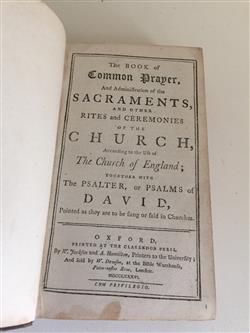 The BOOK of
Common Prayer,
And Administration of the
SACRAMENTS,
AND OTHER
RITES and CEREMONIES
OF THE
CHURCH,
According to the Use of
The Church of England;
TOGETHER WITH
The PSALTER, or PSALMS of
DAVID,
Pointed as they are to be sung or said in Churches.
OXFORD,
PRINTED AT THE CLARENDON PRESS,
By W. Jackson and A. Hamilton, Printers to the University;
And sold by W. Dawson, at the Bible Warehouse,
Pater-noster Row, London.
MDCCLXXXVI.
CUM PRIVILEGIO.